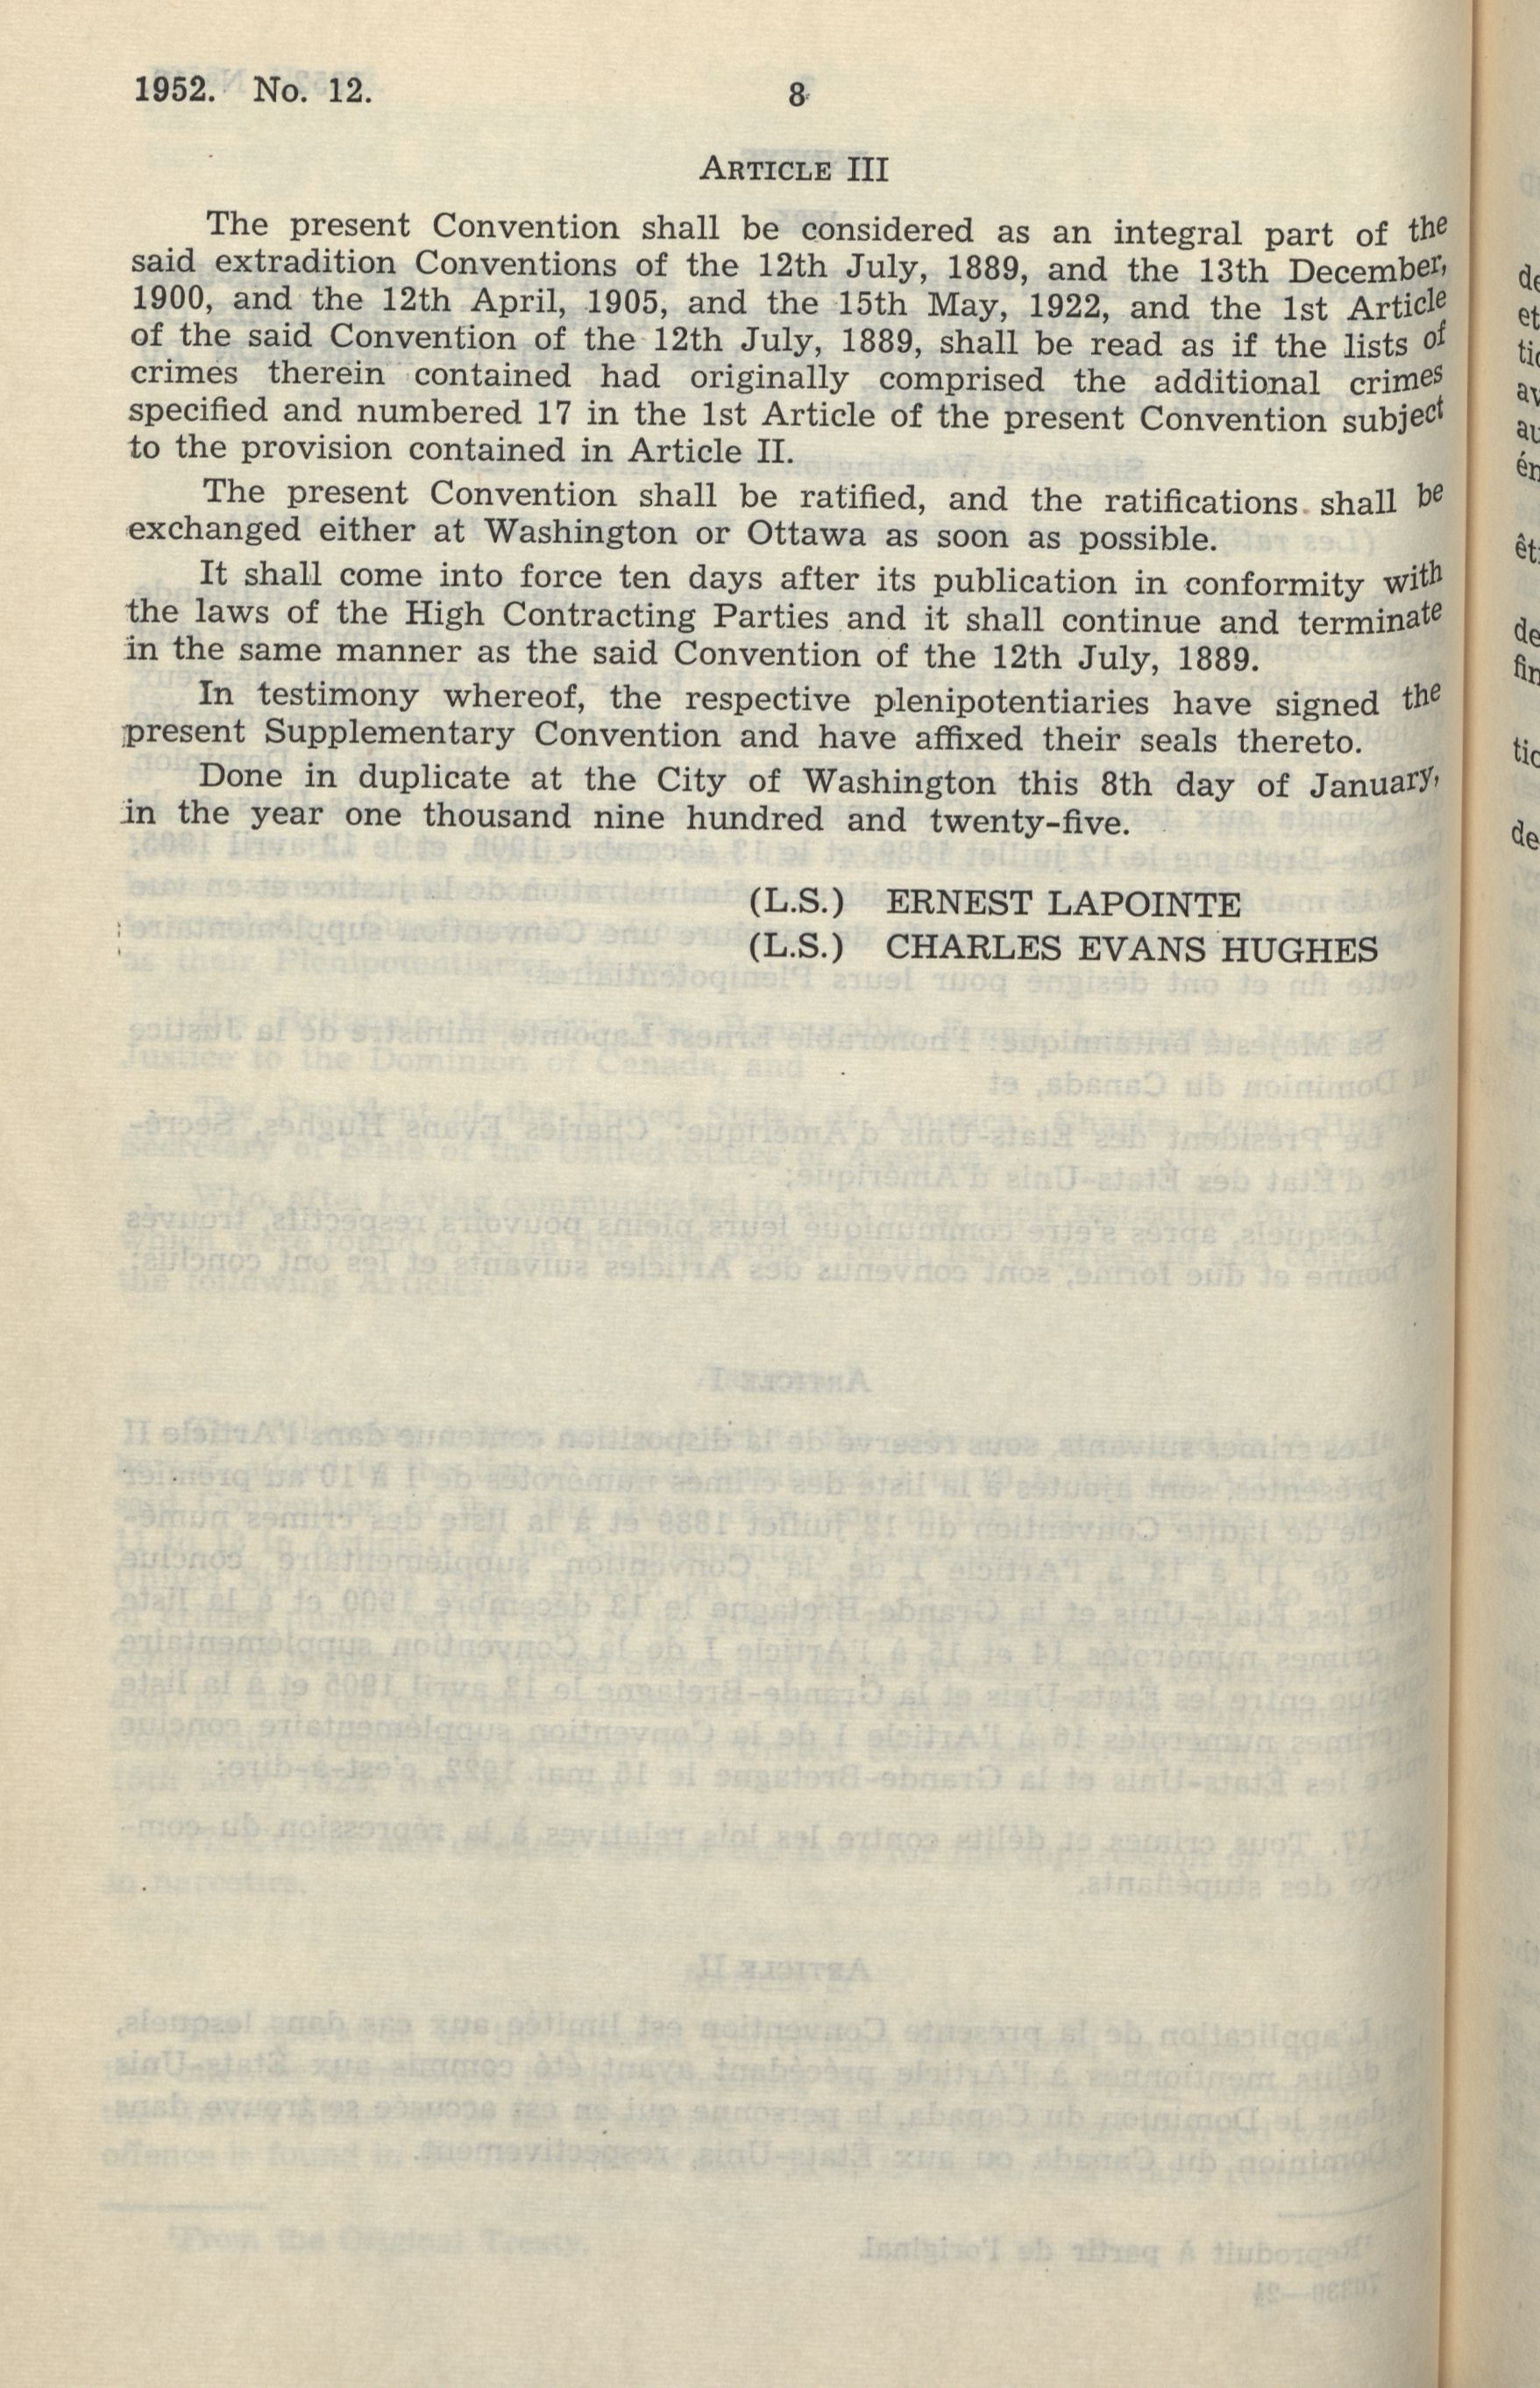 1952. No. 12.
8
ARTICLE III
The present Convention shall be considered as an integral part of the
said extradition Conventions of the 12th July, 1889, and the 13th December,
1900, and the 12th April, 1905, and the 15th May, 1922, and the 1st Article
of the said Convention of the 12th July, 1889, shall be read as if the lists of
crimes therein contained had originally comprised the additional crimes
specified and numbered 17 in the 1st Article of the present Convention subject
to the provision contained in Article II.
The present Convention shall be ratified, and the ratifications shall be
exchanged either at Washington or Ottawa as soon as possible.
It shall come into force ten days after its publication in conformity with
the laws of the High Contracting Parties and it shall continue and terminate
in the same manner as the said Convention of the 12th July, 1889.
In testimony whereof, the respective plenipotentiaries have signed the
present Supplementary Convention and have affixed their seals thereto.
Done in duplicate at the City of Washington this 8th day of January,
in the year one thousand nine hundred and twenty-five.
(L.S.) ERNEST LAPOINTE
(L.S.) CHARLES EVANS HUGHES